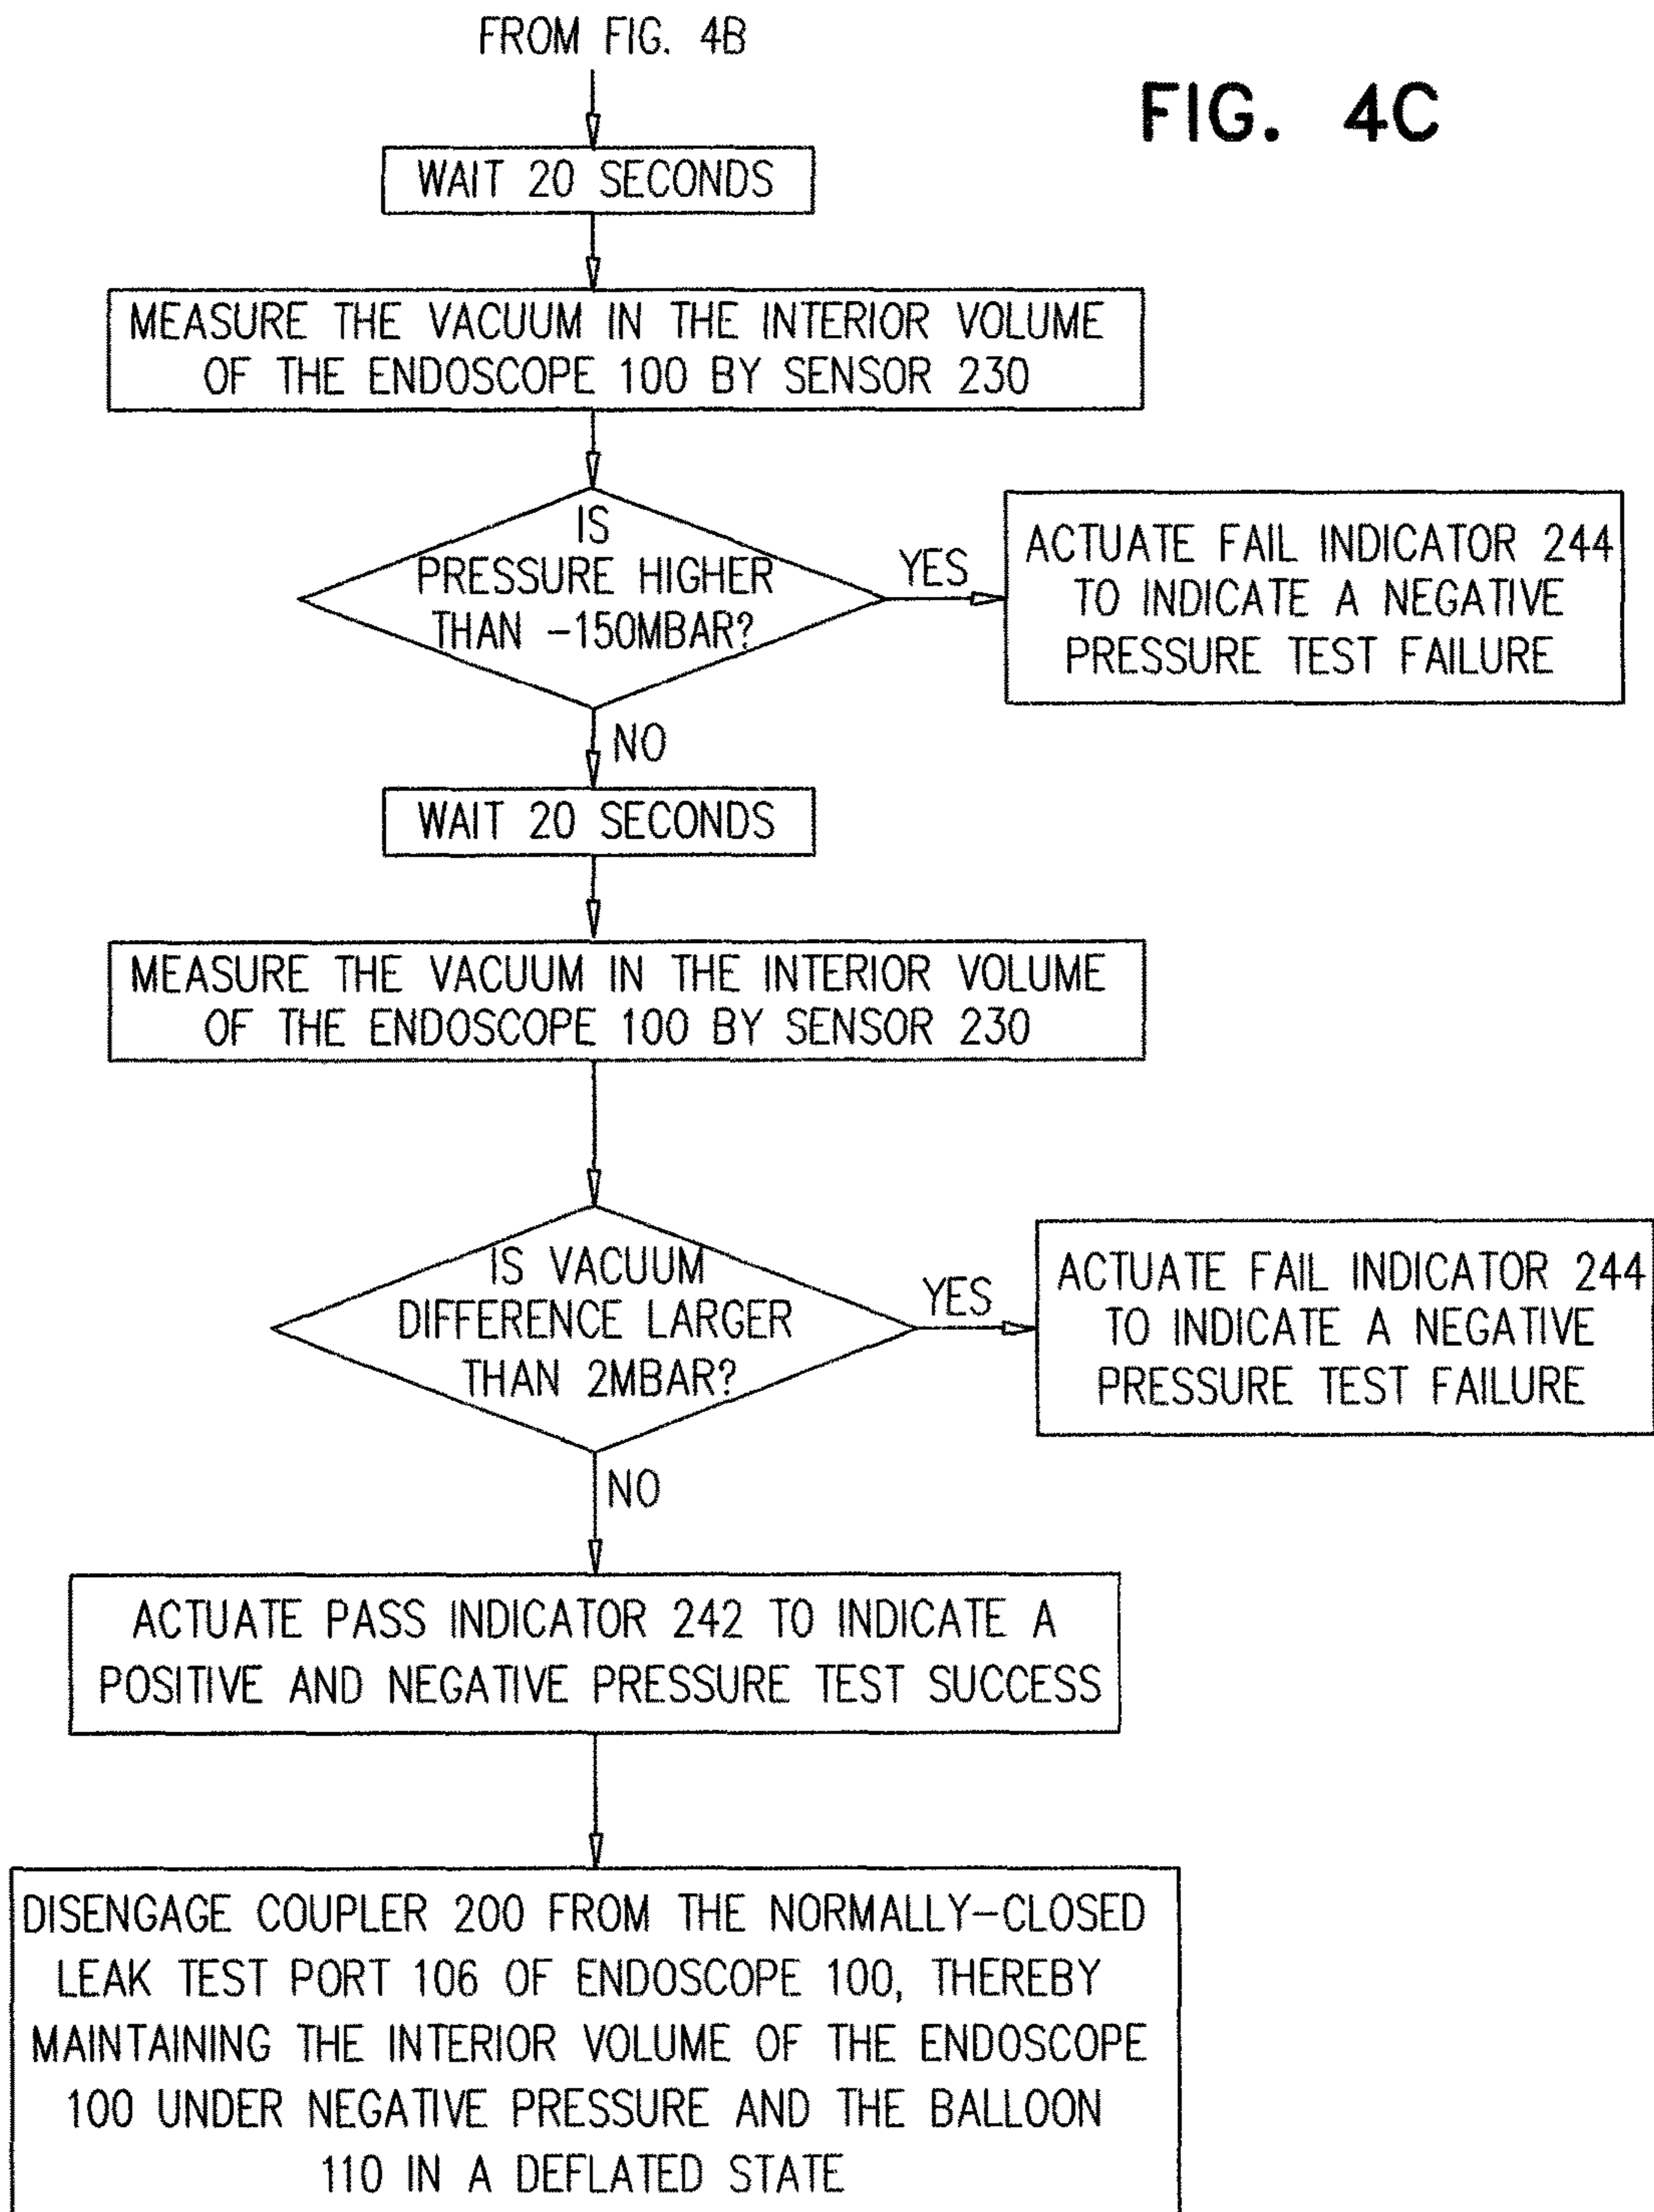 FROM FIG. 4B
FIG. 4C
WAIT 20 SECONDS
MEASURE THE VACUUM IN THE INTERIOR VOLUME
OF THE ENDOSCOPE 100 BY SENSOR 230
IS
PRESSURE HIGHER
THAN -150MBAR?
YES
ACTUATE FAIL INDICATOR 244
TO INDICATE A NEGATIVE
PRESSURE TEST FAILURE
NO
WAIT 20 SECONDS
MEASURE THE VACUUM IN THE INTERIOR VOLUME
OF THE ENDOSCOPE 100 BY SENSOR 230
IS VACUUM
DIFFERENCE LARGER
THAN 2MBAR?
YES
ACTUATE FAIL INDICATOR 244
TO INDICATE A NEGATIVE
PRESSURE TEST FAILURE
NO
ACTUATE PASS INDICATOR 242 TO INDICATE A
POSITIVE AND NEGATIVE PRESSURE TEST SUCCESS
DISENGAGE COUPLER 200 FROM THE NORMALLY-CLOSED
LEAK TEST PORT 106 OF ENDOSCOPE 100, THEREBY
MAINTAINING THE INTERIOR VOLUME OF THE ENDOSCOPE
100 UNDER NEGATIVE PRESSURE AND THE BALLOON
110 IN A DEFLATED STATE